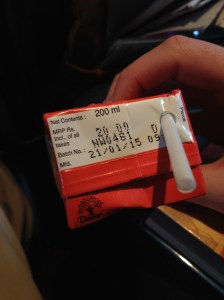 Net Contents : 200 ml
MRP Rs. 20.00 D
Incl., of all
taxes
Batch No.: NW0481
Mfd. 21/01/15 09